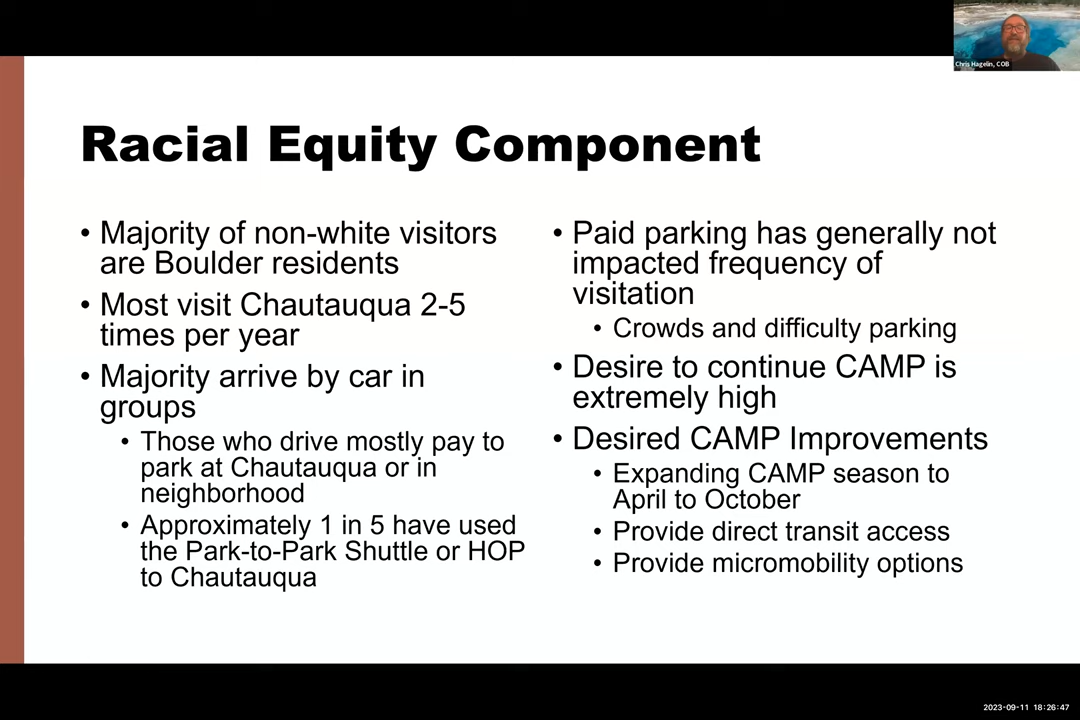 Chris Hagelin, COB
Racial Equity Component
• Majority of non-white visitors
are Boulder residents
• Most visit Chautauqua 2-5
times per year
• Majority arrive by car in
groups
• Those who drive mostly pay to
park at Chautauqua or in
neighborhood
• Approximately 1 in 5 have used
the Park-to-Park Shuttle or HOP
to Chautauqua
• Paid parking has generally not
impacted frequency of
visitation
• Crowds and difficulty parking
• Desire to continue CAMP is
extremely high
• Desired CAMP Improvements
• Expanding CAMP season to
April to October
• Provide direct transit access
• Provide micromobility options
2023-09-11 18:26:47